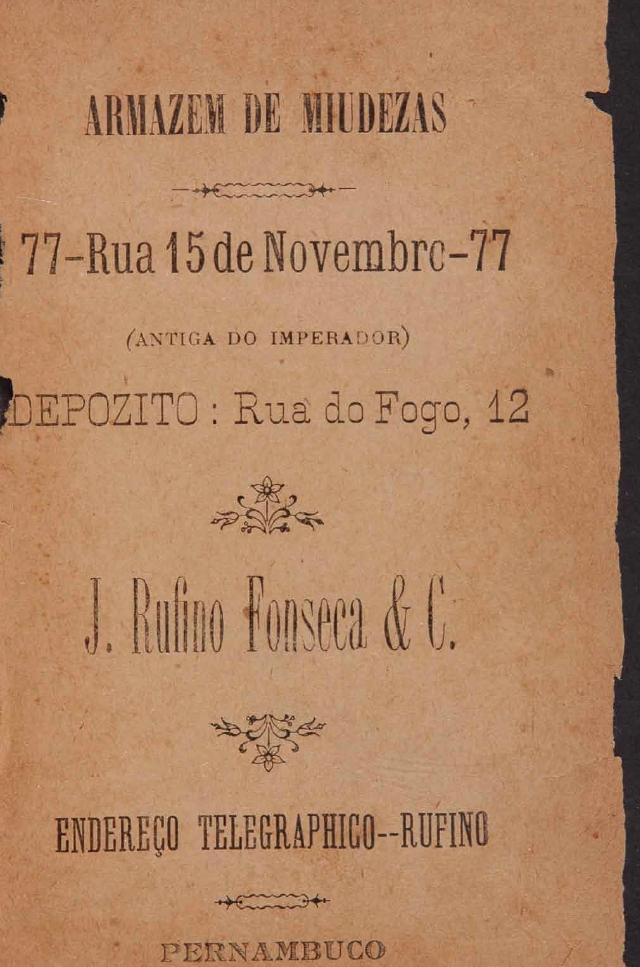 ARMAZEM DE MIUDEZAS
77-Rua 15 de Novembro-77
(ANTIGA DO IMPERADOR)
DEPOZITO: Rua do Fogo, 12
J. Rufino Fonseca & C.
ENDEREÇO TELEGRAPHICO--RUFINO
PERNAMBUCO